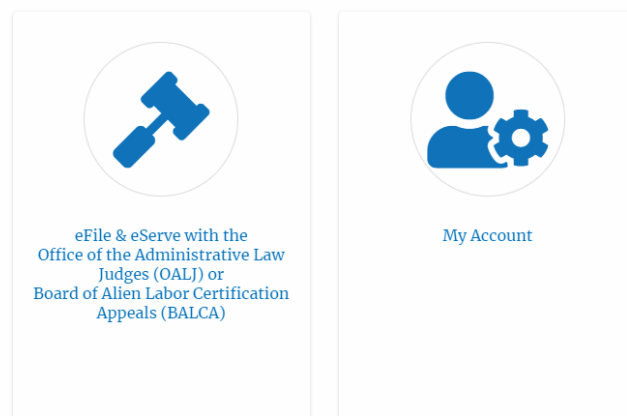 eFile & eServe with the
Office of the Administrative Law
Judges (OALJ) or
Board of Alien Labor Certification
Appeals (BALCA)
My Account